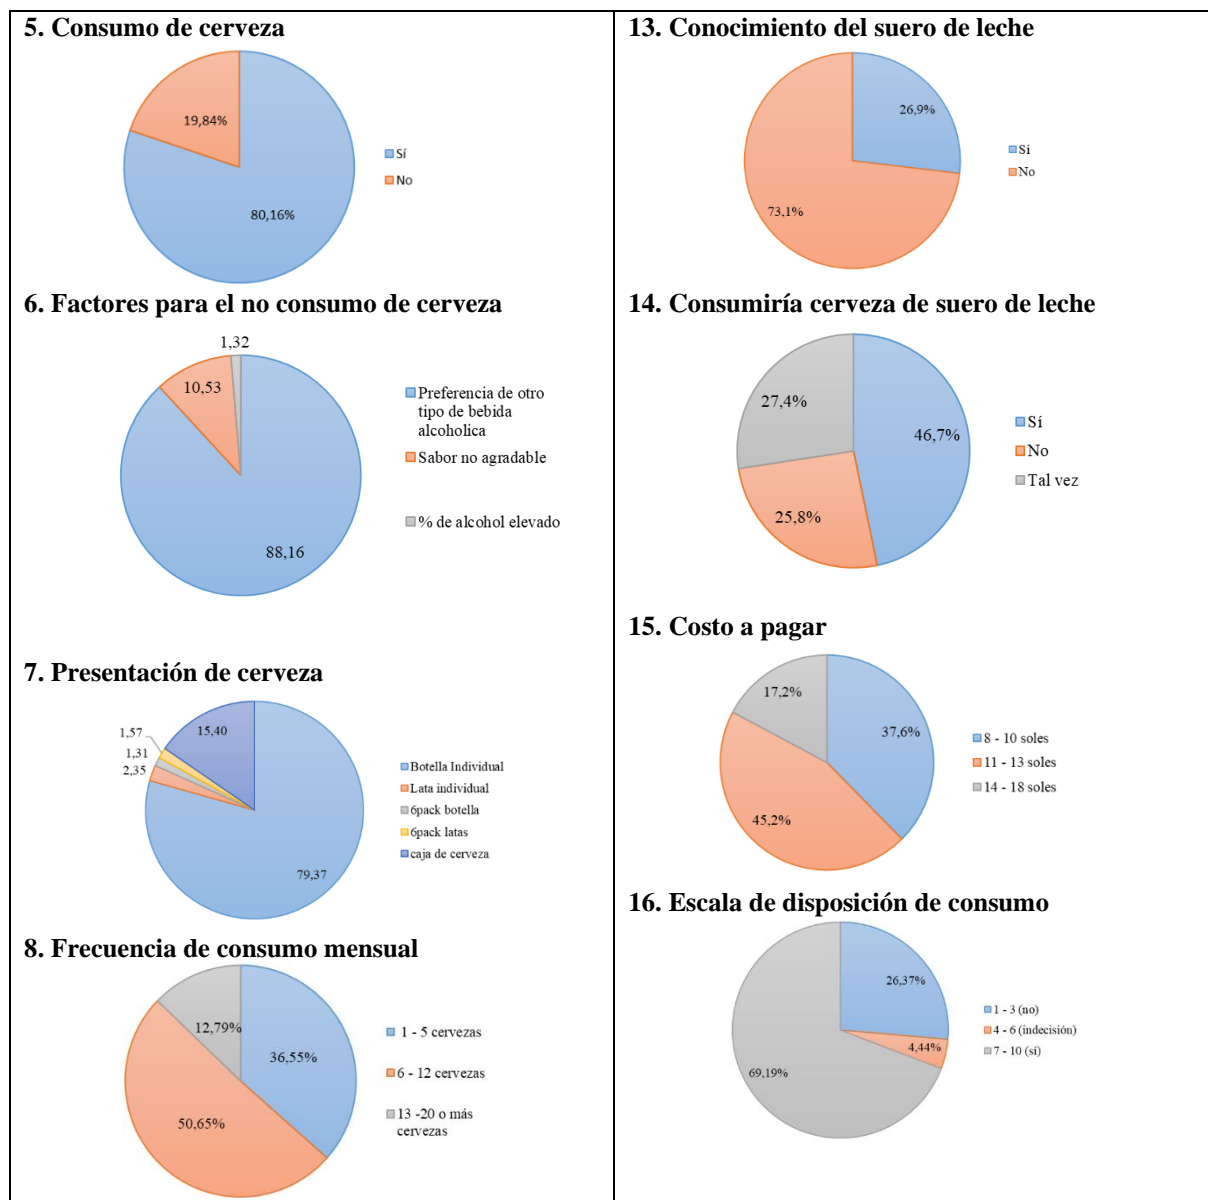 5. Consumo de cerveza
19,84%
80,16%
Sí
No
6. Factores para el no consumo de cerveza
1,32
10,53
88,16
Preferencia de otro
tipo de bebida
alcoholica
Sabor no agradable
% de alcohol elevado
7. Presentación de cerveza
1,57
1,31
2,35
15,40
79,37
Botella Individual
Lata individual
6pack botella
6pack latas
caja de cerveza
8. Frecuencia de consumo mensual
12,79%
36,55%
50,65%
1 - 5 cervezas
6 - 12 cervezas
13 -20 o más
cervezas
13. Conocimiento del suero de leche
26,9%
73,1%
Sí
No
14. Consumiría cerveza de suero de leche
27,4%
46,7%
25,8%
Sí
No
Tal vez
15. Costo a pagar
17,2%
37,6%
45,2%
8 - 10 soles
11 - 13 soles
14 - 18 soles
16. Escala de disposición de consumo
26,37%
4,44%
69,19%
1 - 3 (no)
4 - 6 (indecisión)
7 - 10 (sí)